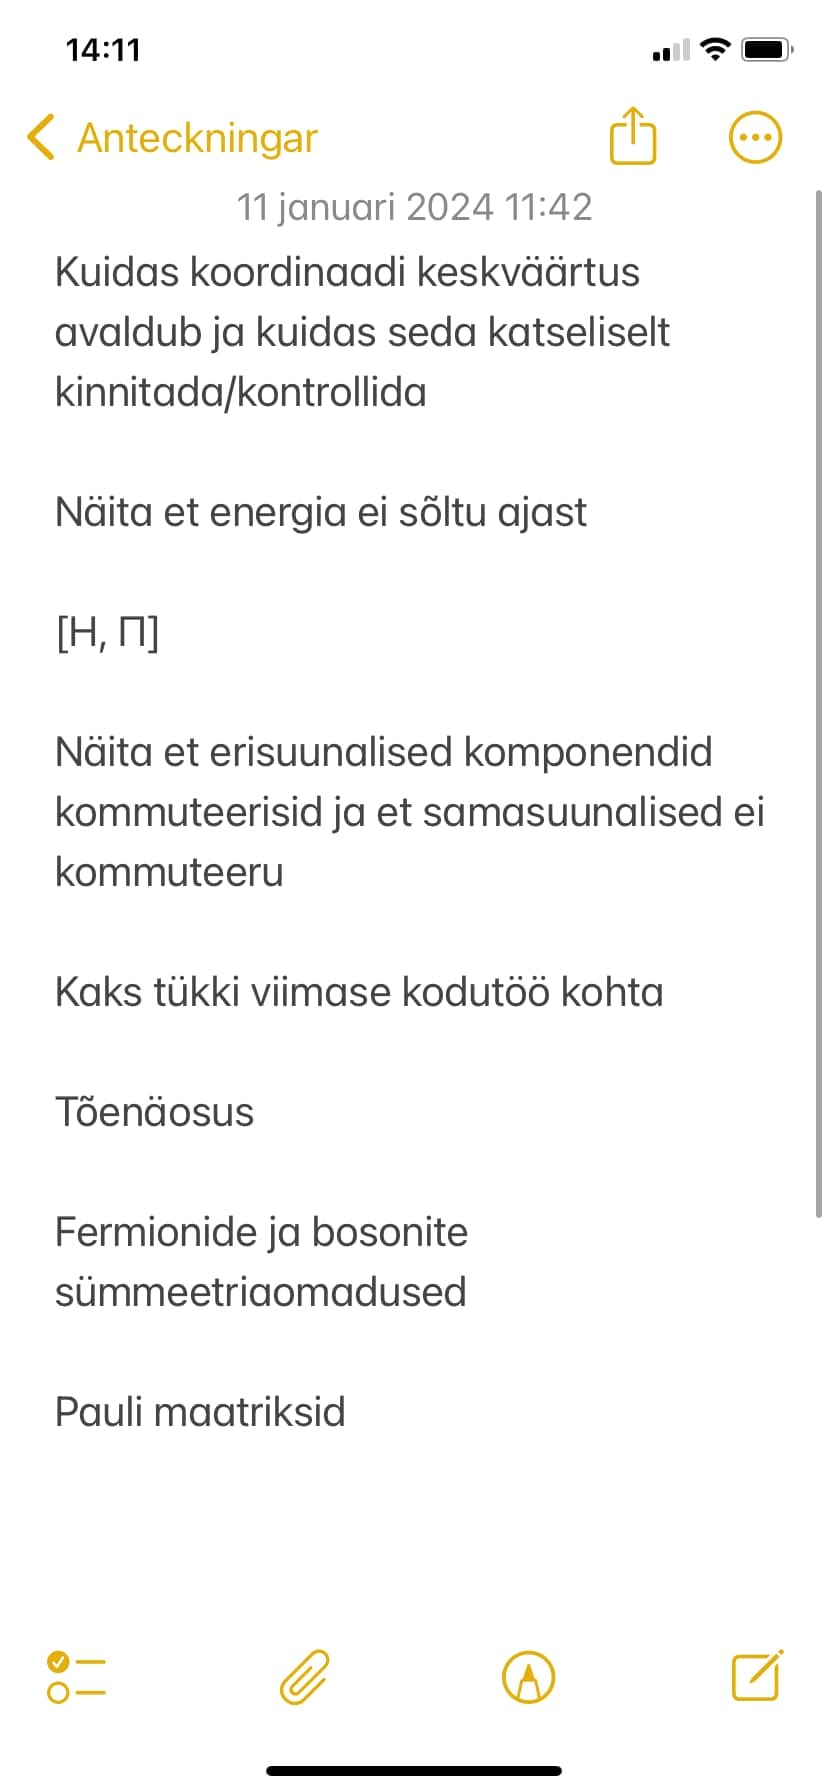 14:11
Anteckningar
11 januari 2024 11:42
Kuidas koordinaadi keskväärtus
avaldub ja kuidas seda katseliselt
kinnitada/kontrollida
Näita et energia ei sõltu ajast
[H, Π]
Näita et erisuunalised komponendid
kommuteerisid ja et samasuunalised ei
kommuteeru
Kaks tükki viimase kodutöö kohta
Tõenäosus
Fermionide ja bosonite
sümmeetriaomadused
Pauli maatriksid